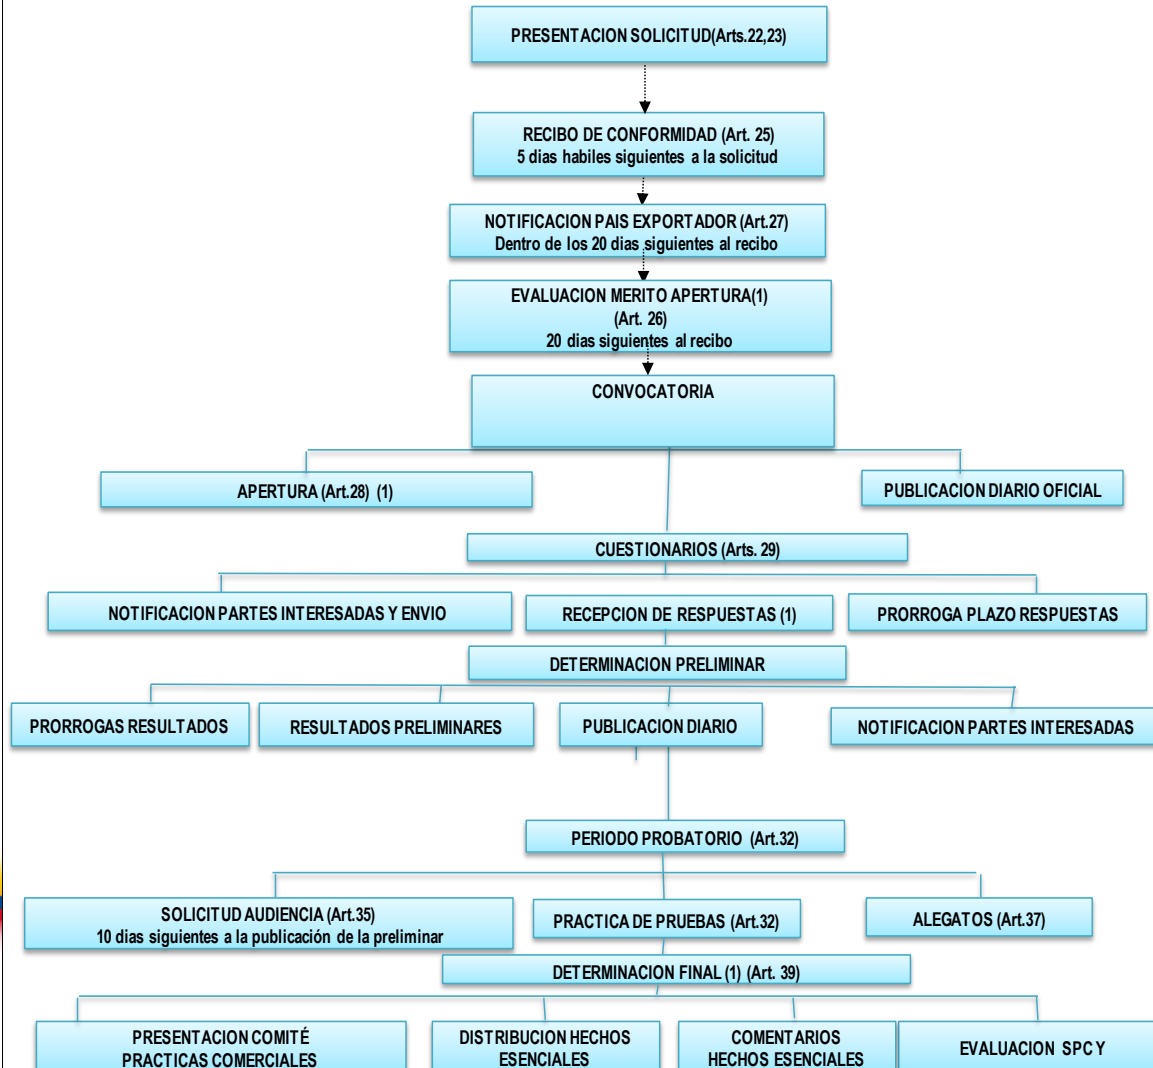 PRESENTACION SOLICITUD(Arts.22,23)
RECIBO DE CONFORMIDAD (Art. 25)
5 dias habiles siguientes a la solicitud
NOTIFICACION PAIS EXPORTADOR (Art.27)
Dentro de los 20 dias siguientes al recibo
EVALUACION MERITO APERTURA(1)
(Art. 26)
20 dias siguientes al recibo
CONVOCATORIA
APERTURA (Art.28) (1)
PUBLICACION DIARIO OFICIAL
CUESTIONARIOS (Arts. 29)
NOTIFICACION PARTES INTERESADAS Y ENVIO
RECEPCION DE RESPUESTAS (1)
PRORROGA PLAZO RESPUESTAS
DETERMINACION PRELIMINAR
PRORROGAS RESULTADOS
RESULTADOS PRELIMINARES
PUBLICACION DIARIO
NOTIFICACION PARTES INTERESADAS
PERIODO PROBATORIO (Art.32)
SOLICITUD AUDIENCIA (Art.35)
10 dias siguientes a la publicación de la preliminar
PRACTICA DE PRUEBAS (Art.32)
ALEGATOS (Art.37)
DETERMINACION FINAL (1) (Art. 39)
PRESENTACION COMITÉ
PRACTICAS COMERCIALES
DISTRIBUCION HECHOS
ESENCIALES
COMENTARIOS
HECHOS ESENCIALES
EVALUACION SPC Y